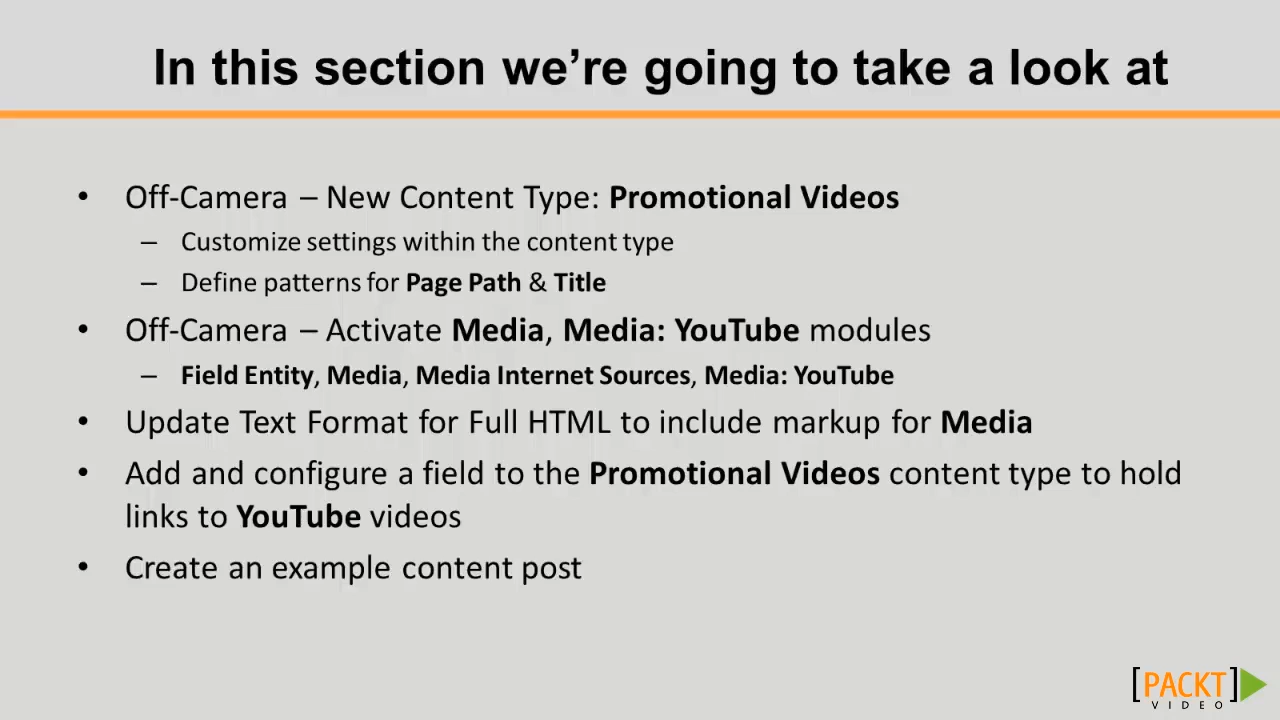 In this section we’re going to take a look at
• Off-Camera – New Content Type: Promotional Videos
– Customize settings within the content type
– Define patterns for Page Path & Title
• Off-Camera – Activate Media, Media: YouTube modules
– Field Entity, Media, Media Internet Sources, Media: YouTube
• Update Text Format for Full HTML to include markup for Media
• Add and configure a field to the Promotional Videos content type to hold
links to YouTube videos
• Create an example content post
[PACKT]
VIDEO